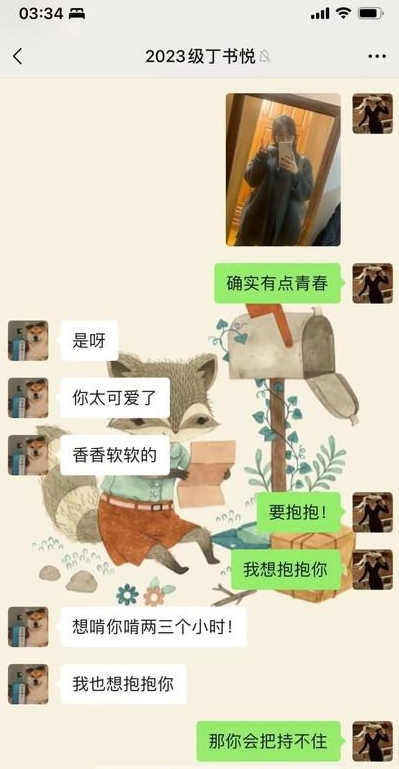 03:34
2023级丁书悦
确实有点青春
是呀
你太可爱了
香香软软的
要抱抱！
我想抱抱你
想啃你啃两三个小时！
我也想抱抱你
那你会把持不住